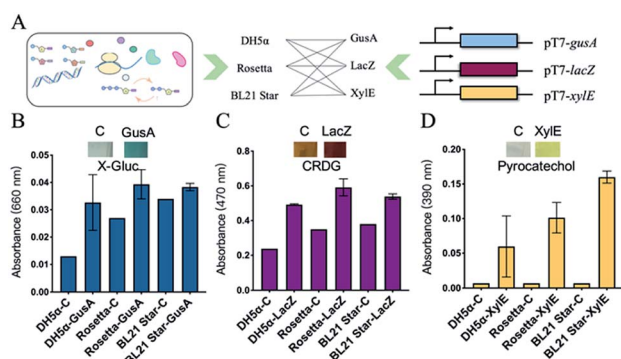 A
DH5α
Rosetta
BL21 Star
GusA
LacZ
XylE
pT7-gusA
pT7-lacZ
pT7-xylE
B
C GusA
X-Gluc
Absorbance (660 nm)
0.05
0.04
0.03
0.02
0.01
0.00
DH5α-C
DH5α-GusA
Rosetta-C
Rosetta-GusA
BL21 Star-C
BL21 Star-GusA
C
C LacZ
CRDG
Absorbance (470 nm)
0.8
0.6
0.4
0.2
0.0
DH5α-C
DH5α-LacZ
Rosetta-C
Rosetta-LacZ
BL21 Star-C
BL21 Star-LacZ
D
C XylE
Pyrocatechol
Absorbance (390 nm)
0.20
0.15
0.10
0.05
0.00
DH5α-C
DH5α-XylE
Rosetta-C
Rosetta-XylE
BL21 Star-C
BL21 Star-XylE